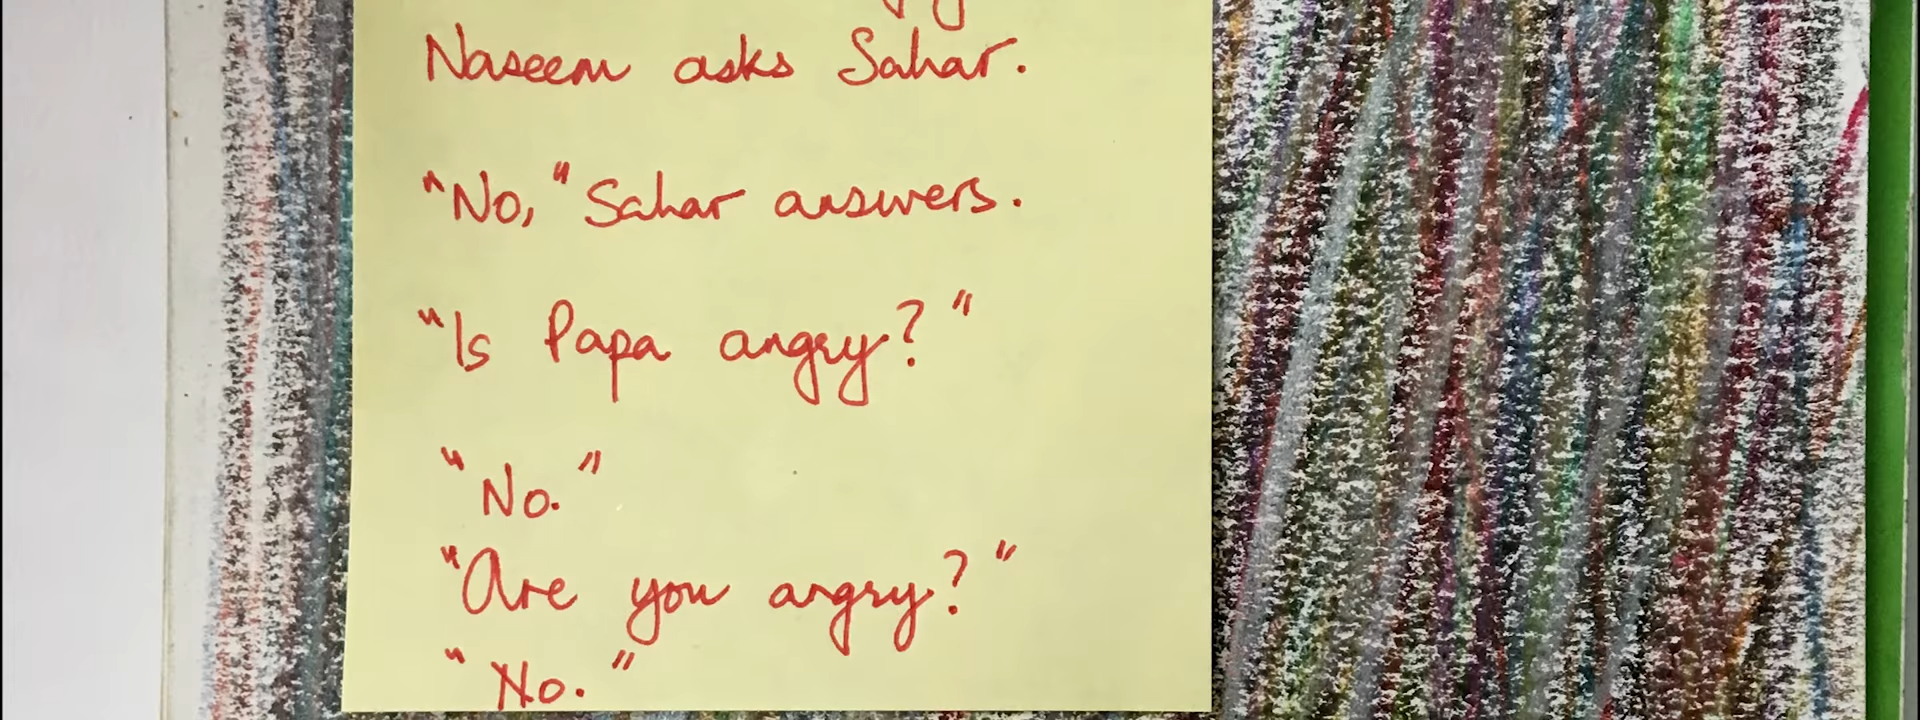 Naseem asks Sahar.
"No," Sahar answers.
"Is Papa angry?"
"No."
"Are you angry?"
"No."